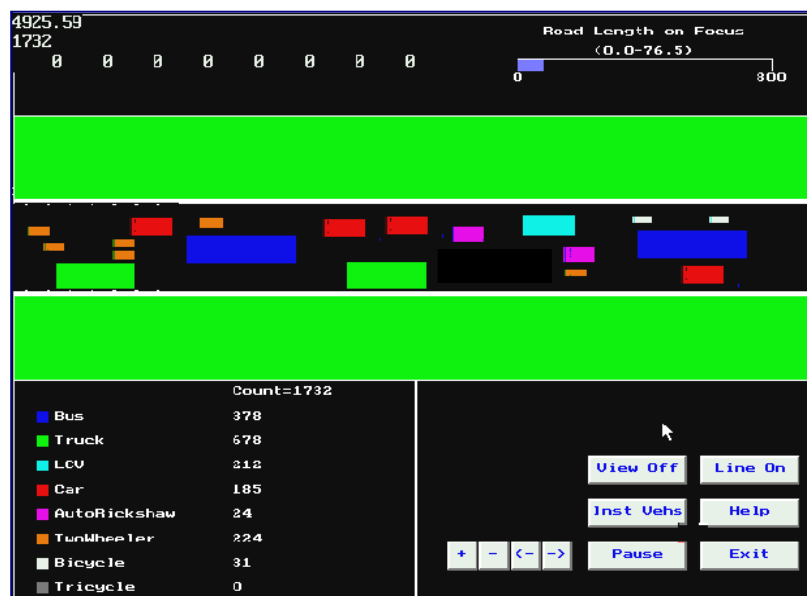 4925.59
1732
0 0 0 0 0 0 0 0
Road Length on Focus
(0.0-76.5)
0 800
Count=1732
Bus 378
Truck 678
LCV 212
Car 185
AutoRickshaw 24
TwoWheeler 224
Bicycle 31
Tricycle 0
View Off Line On
Inst Vehs Help
+ - <- -> Pause Exit